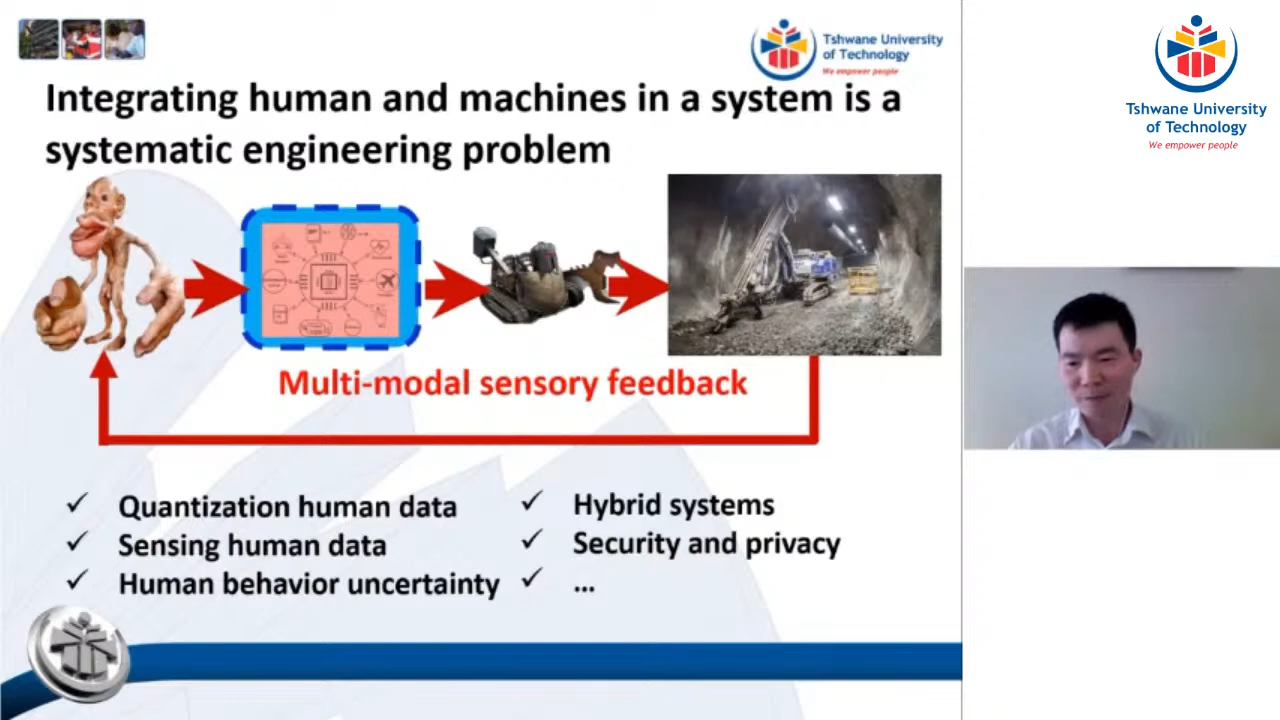 Tshwane University
of Technology
We empower people
Integrating human and machines in a system is a
systematic engineering problem
Multi-modal sensory feedback
✓ Quantization human data
✓ Sensing human data
✓ Human behavior uncertainty
✓ Hybrid systems
✓ Security and privacy
✓ ...
Tshwane University
of Technology
We empower people